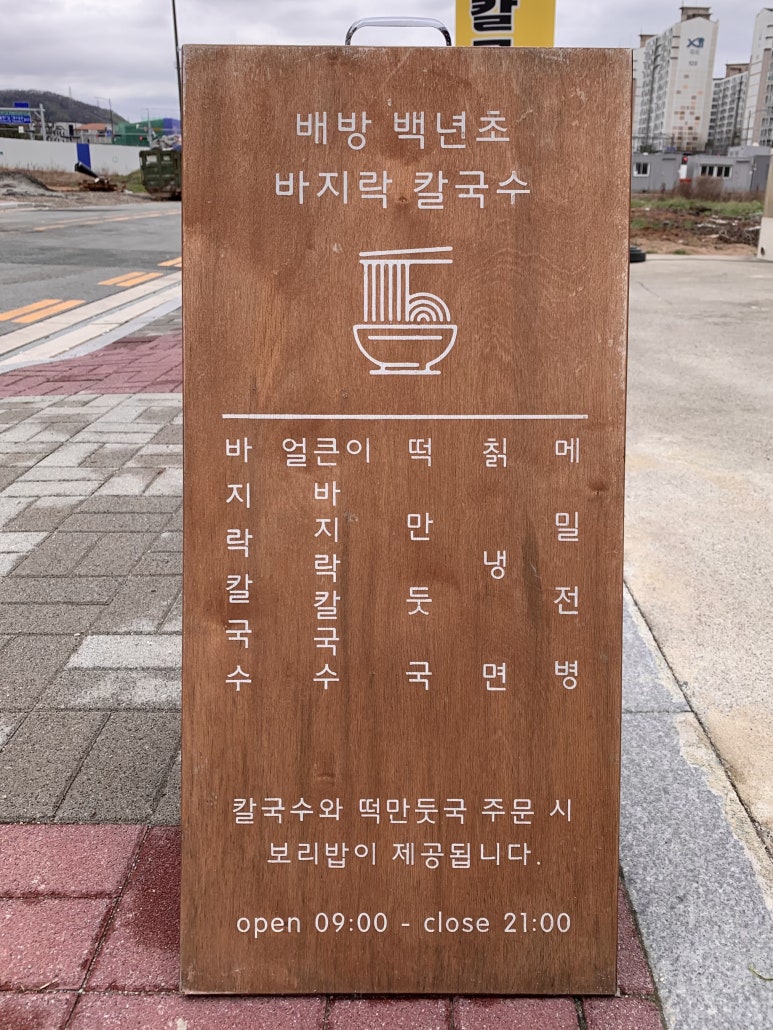 칼
배방 백년초
바지락 칼국수
바지락칼국수
얼큰이
바지락칼국수
떡만둣국
칡냉면
메밀전병
칼국수와 떡만둣국 주문 시
보리밥이 제공됩니다.
open 09:00 - close 21:00